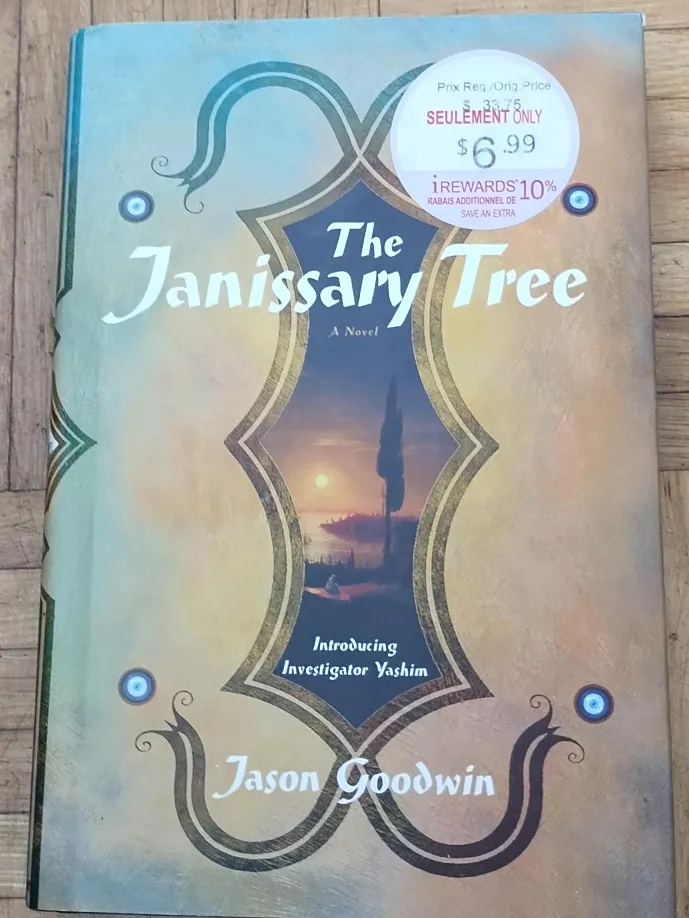 Prix Reg./Orig.Price
$ 33.75
SEULEMENT ONLY
$6.99
iREWARDS™ 10%
RABAIS ADDITIONNEL DE
SAVE AN EXTRA
The
Janissary Tree
A Novel
Introducing
Investigator Yashim
Jason Goodwin